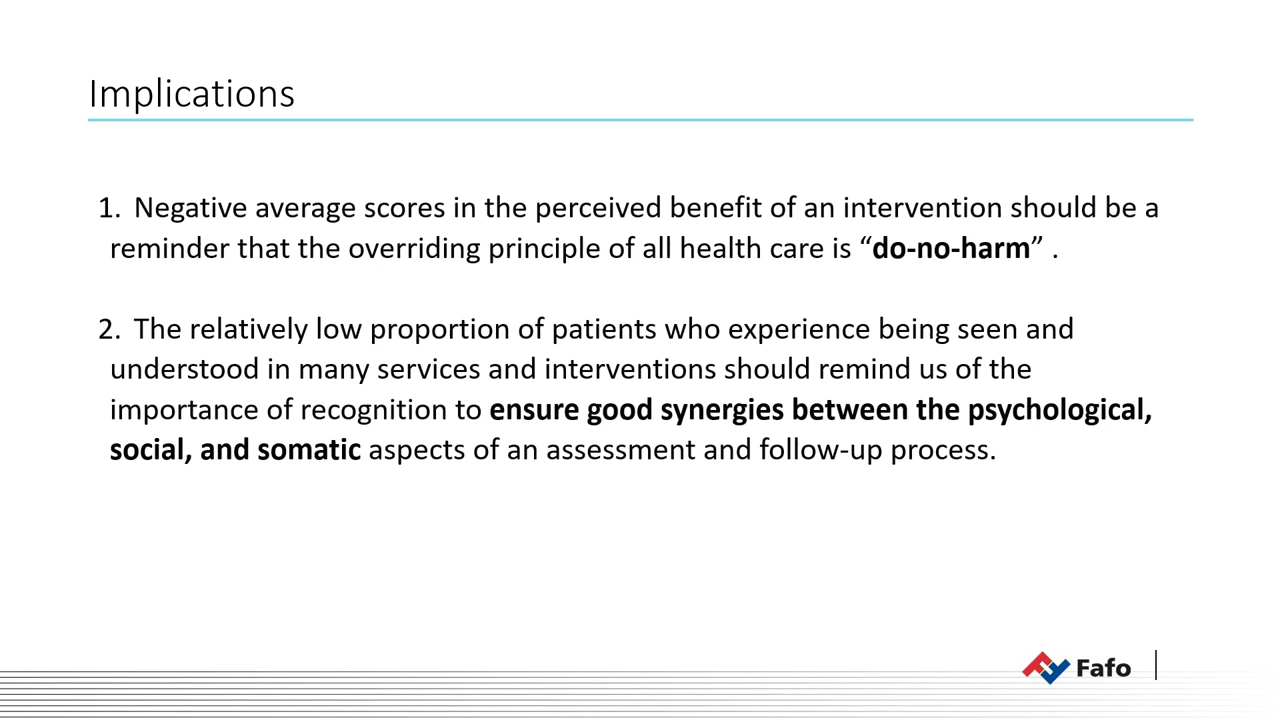 Implications
1. Negative average scores in the perceived benefit of an intervention should be a
reminder that the overriding principle of all health care is “do-no-harm” .
2. The relatively low proportion of patients who experience being seen and
understood in many services and interventions should remind us of the
importance of recognition to ensure good synergies between the psychological,
social, and somatic aspects of an assessment and follow-up process.
Fafo